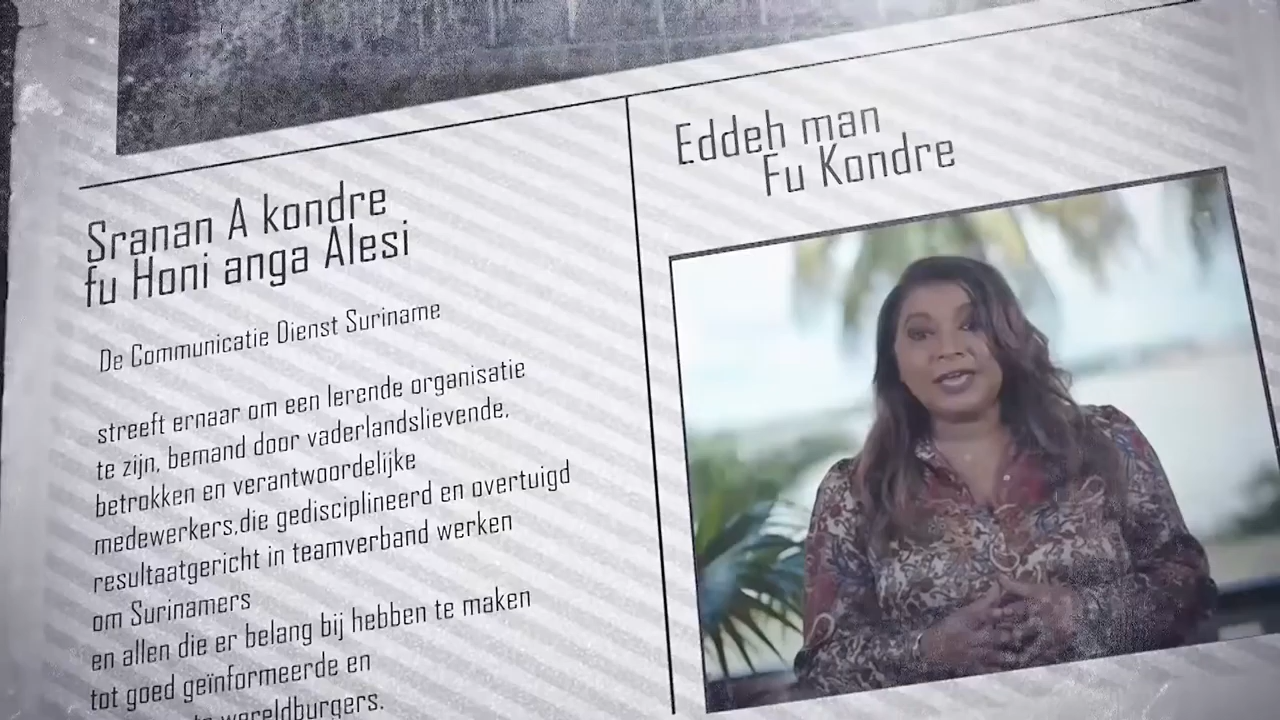 Sranan A kondre
fu Honi anga Alesi
De Communicatie Dienst Suriname
streeft ernaar om een lerende organisatie
te zijn, bemand door vaderlandslievende,
betrokken en verantwoordelijke
medewerkers,die gedisciplineerd en overtuigd
resultaatgericht in teamverband werken
om Surinamers
en allen die er belang bij hebben te maken
tot goed geïnformeerde en
wereldburgers.
Eddeh man
Fu Kondre